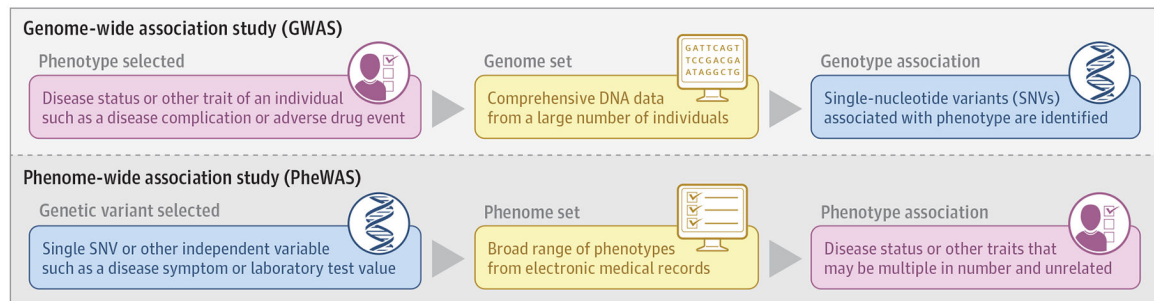 Genome-wide association study (GWAS)
Phenotype selected
Disease status or other trait of an individual
such as a disease complication or adverse drug event
Genome set
GATTCAGT
TCCGACGA
ATAGGCTG
Comprehensive DNA data
from a large number of individuals
Genotype association
Single-nucleotide variants (SNVs)
associated with phenotype are identified
Phenome-wide association study (PheWAS)
Genetic variant selected
Single SNV or other independent variable
such as a disease symptom or laboratory test value
Phenome set
Broad range of phenotypes
from electronic medical records
Phenotype association
Disease status or other traits that
may be multiple in number and unrelated